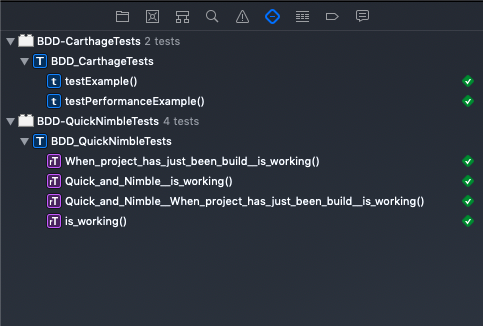 BDD-CarthageTests 2 tests
T BDD_CarthageTests
t testExample()
t testPerformanceExample()
BDD-QuickNimbleTests 4 tests
T BDD_QuickNimbleTests
rT When_project_has_just_been_build__is_working()
rT Quick_and_Nimble__is_working()
rT Quick_and_Nimble__When_project_has_just_been_build__is_working()
rT is_working()